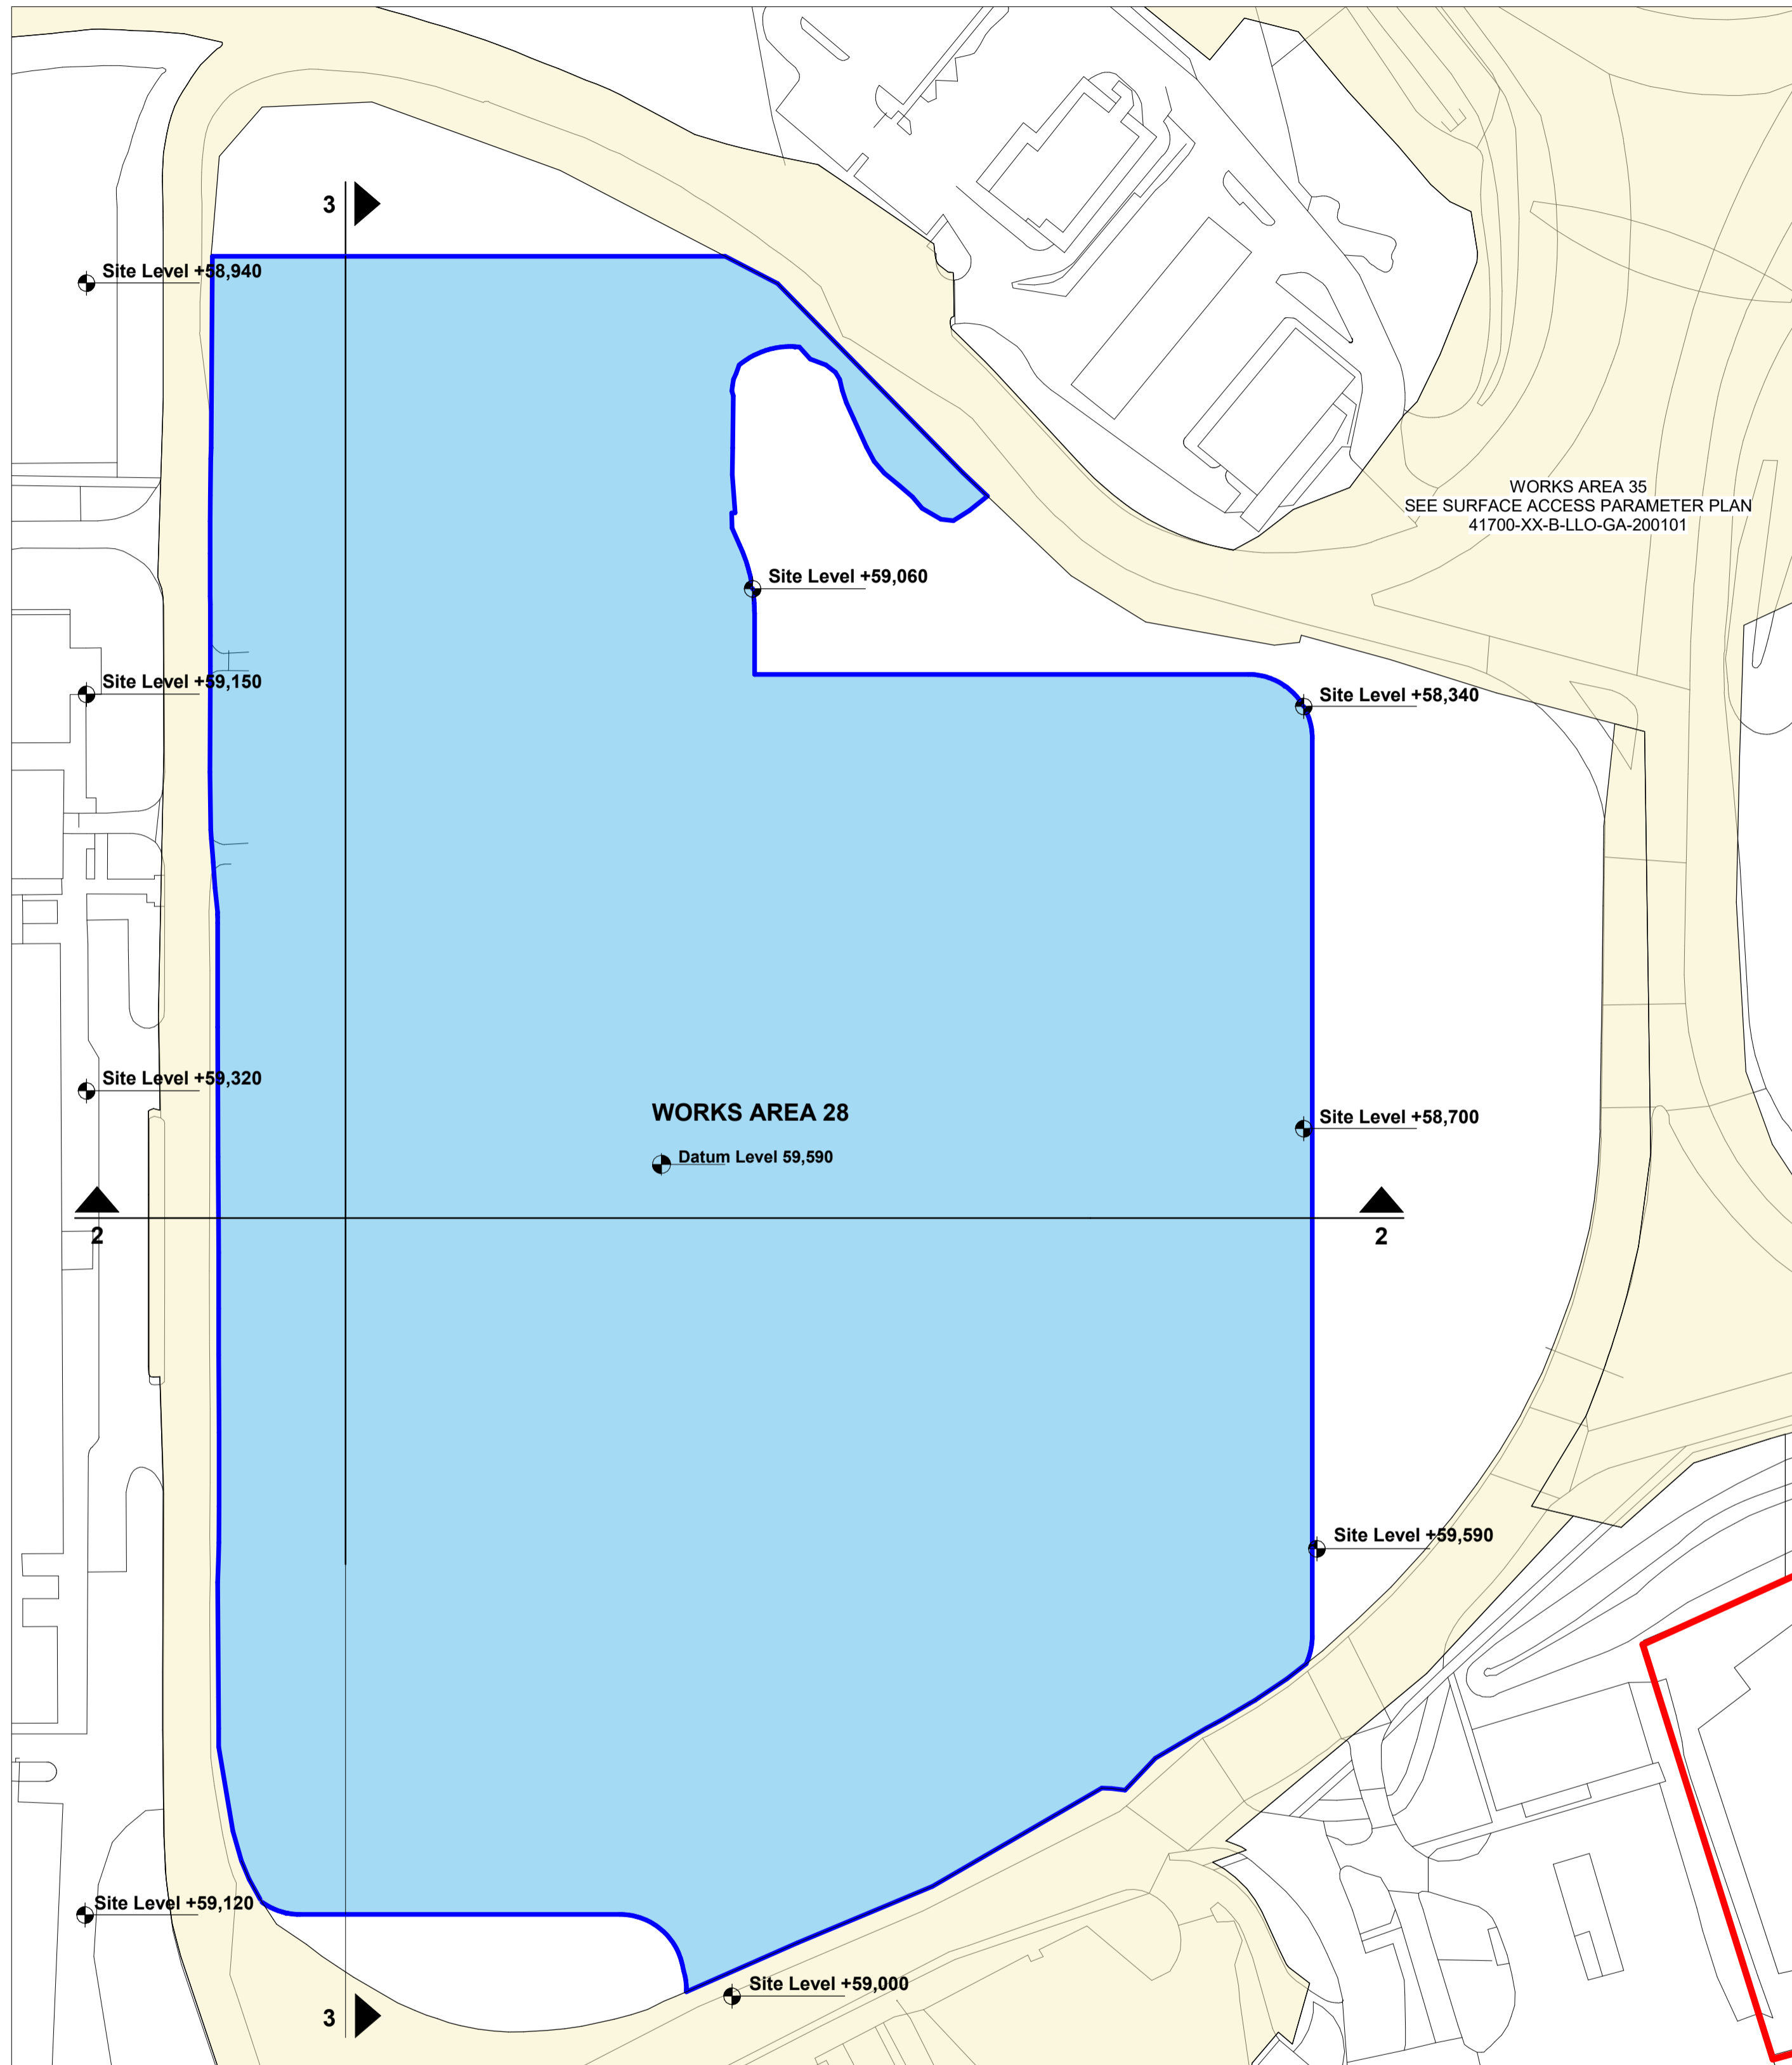 3
Site Level +58,940
WORKS AREA 35
SEE SURFACE ACCESS PARAMETER PLAN
41700-XX-B-LLO-GA-200101
Site Level +59,060
Site Level +59,150
Site Level +58,340
Site Level +59,320
WORKS AREA 28
Site Level +58,700
Datum Level 59,590
2
2
Site Level +59,590
Site Level +59,120
Site Level +59,000
3